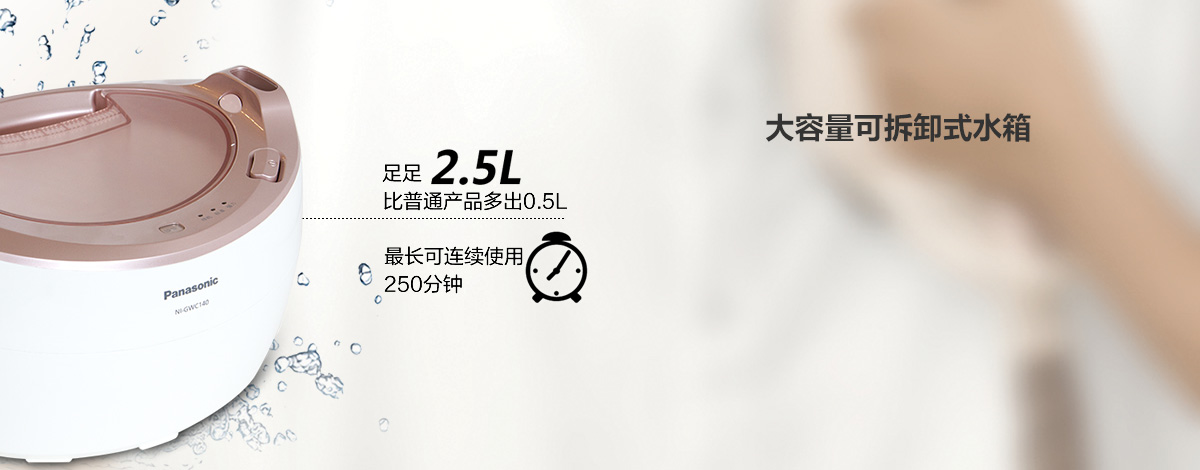 大容量可拆卸式水箱
足足 2.5L
比普通产品多出0.5L
最长可连续使用
250分钟
Panasonic
NI-GWC140